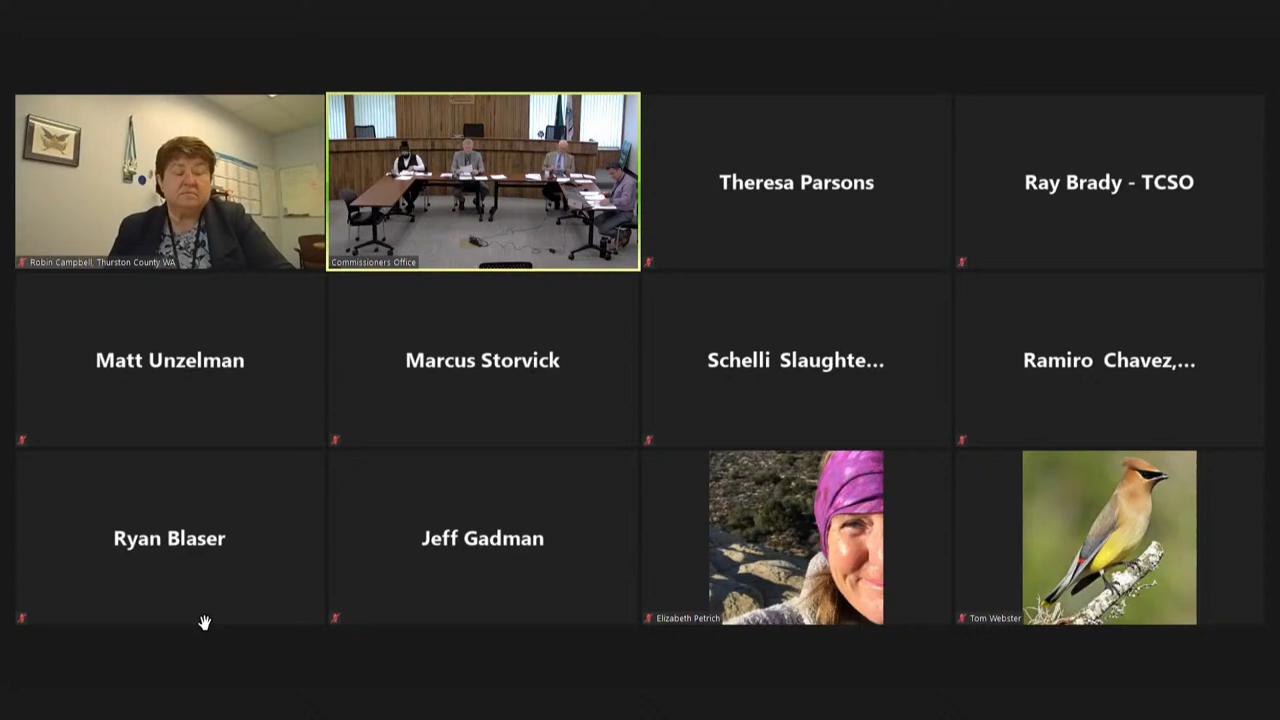 Robin Campbell, Thurston County WA
Commissioners Office
Theresa Parsons
Ray Brady - TCSO
Matt Unzelman
Marcus Storvick
Schelli Slaughte...
Ramiro Chavez,...
Ryan Blaser
Jeff Gadman
Elizabeth Petrich
Tom Webster